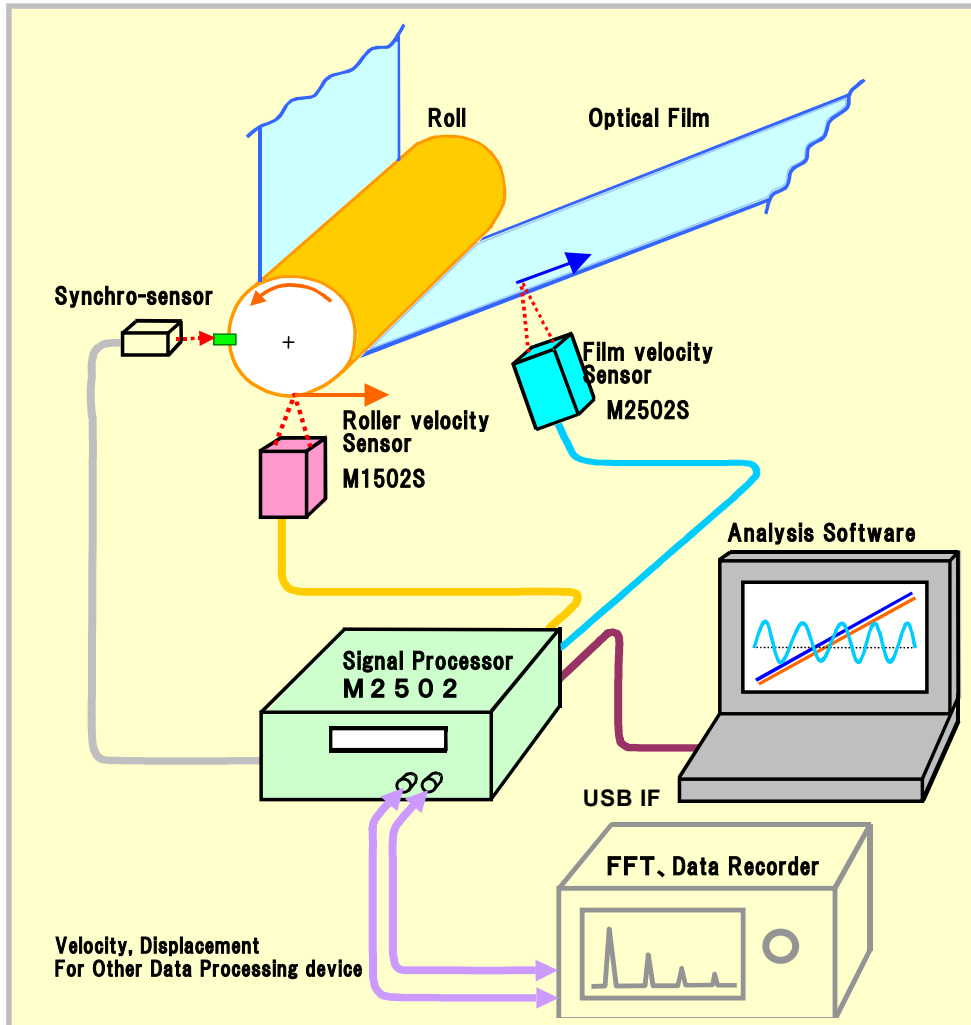 Roll
Optical Film
Synchro-sensor
Film velocity
Sensor
M2502S
Roller velocity
Sensor
M1502S
Analysis Software
Signal Processor
M2502
USB IF
FFT、Data Recorder
Velocity, Displacement
For Other Data Processing device